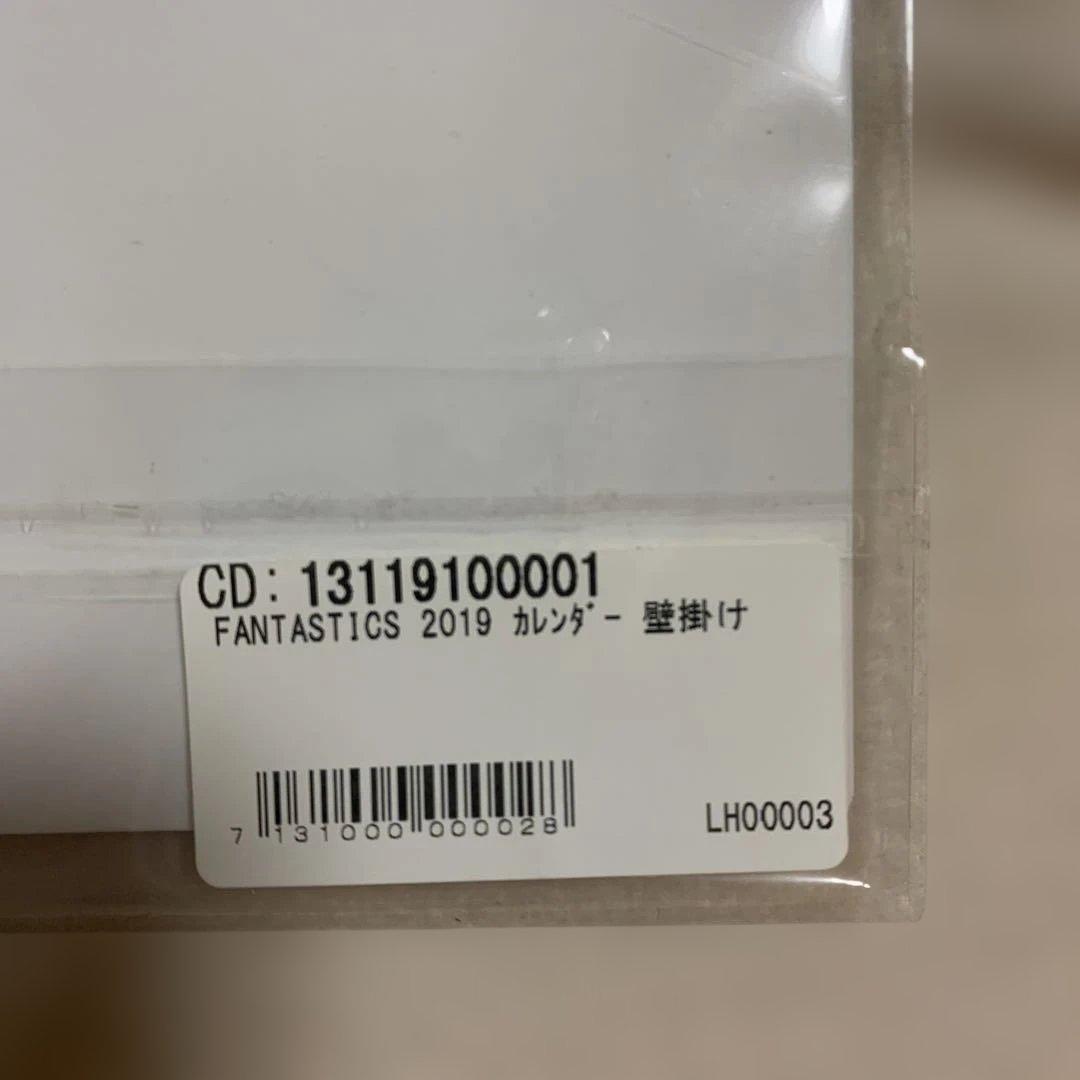 CD: 13119100001
FANTASTICS 2019 ｶﾚﾝﾀﾞｰ 壁掛け
7 131000 000028
LH00003